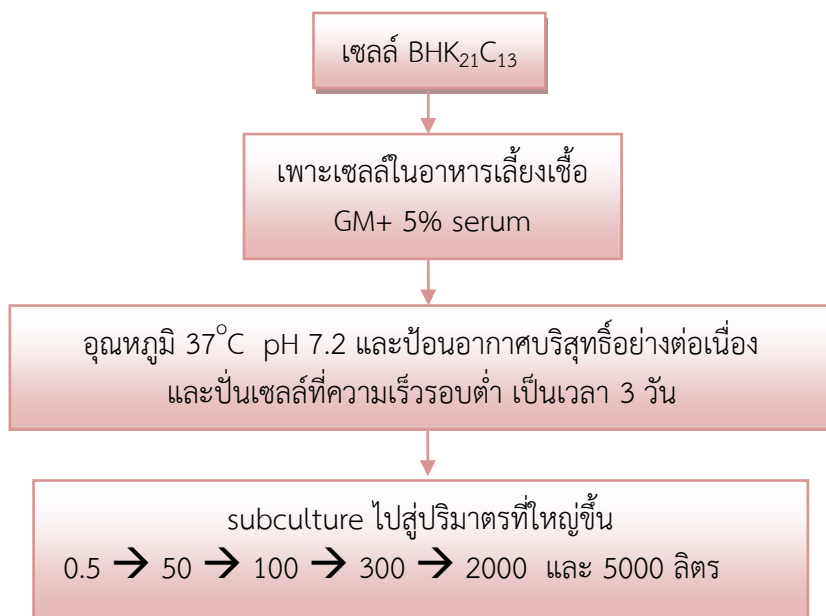 เซลล์ BHK₂₁C₁₃
เพาะเซลล์ในอาหารเลี้ยงเชื้อ
GM+ 5% serum
อุณหภูมิ 37°C pH 7.2 และป้อนอากาศบริสุทธิ์อย่างต่อเนื่อง
และปั่นเซลล์ที่ความเร็วรอบต่ำ เป็นเวลา 3 วัน
subculture ไปสู่ปริมาตรที่ใหญ่ขึ้น
0.5 → 50 → 100 → 300 → 2000 และ 5000 ลิตร